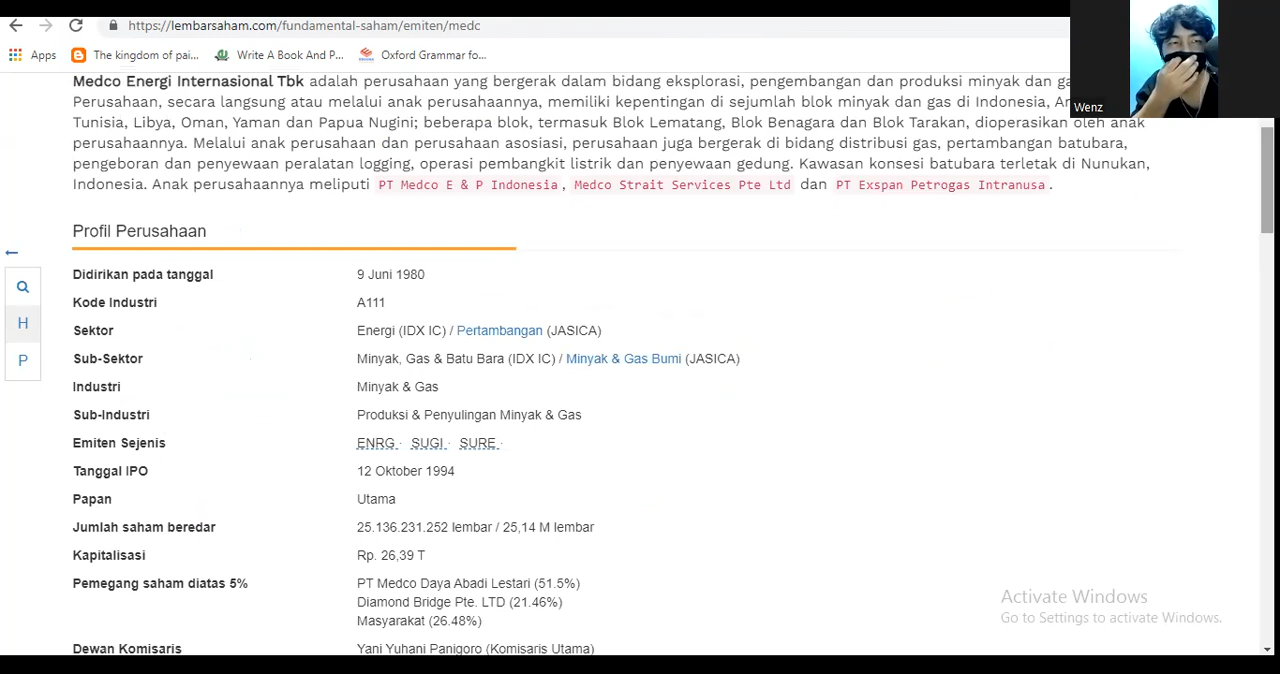 https://lembarsaham.com/fundamental-saham/emiten/medc
Apps The kingdom of pai... Write A Book And P... Oxford Grammar fo...
Wenz
Medco Energi Internasional Tbk adalah perusahaan yang bergerak dalam bidang eksplorasi, pengembangan dan produksi minyak dan
Perusahaan, secara langsung atau melalui anak perusahaannya, memiliki kepentingan di sejumlah blok minyak dan gas di Indonesia,
Tunisia, Libya, Oman, Yaman dan Papua Nugini; beberapa blok, termasuk Blok Lematang, Blok Benagara dan Blok Tarakan, dioperasikan oleh anak
perusahaannya. Melalui anak perusahaan dan perusahaan asosiasi, perusahaan juga bergerak di bidang distribusi gas, pertambangan batubara,
pengeboran dan penyewaan peralatan logging, operasi pembangkit listrik dan penyewaan gedung. Kawasan konsesi batubara terletak di Nunukan,
Indonesia. Anak perusahaannya meliputi PT Medco E & P Indonesia, Medco Strait Services Pte Ltd dan PT Exspan Petrogas Intranusa.
Profil Perusahaan
H
P
Didirikan pada tanggal 9 Juni 1980
Kode Industri A111
Sektor Energi (IDX IC) / Pertambangan (JASICA)
Sub-Sektor Minyak, Gas & Batu Bara (IDX IC) / Minyak & Gas Bumi (JASICA)
Industri Minyak & Gas
Sub-Industri Produksi & Penyulingan Minyak & Gas
Emiten Sejenis ENRG · SUGI · SURE ·
Tanggal IPO 12 Oktober 1994
Papan Utama
Jumlah saham beredar 25.136.231.252 lembar / 25,14 M lembar
Kapitalisasi Rp. 26,39 T
Pemegang saham diatas 5% PT Medco Daya Abadi Lestari (51.5%)
Diamond Bridge Pte. LTD (21.46%)
Masyarakat (26.48%)
Dewan Komisaris Yani Yuhani Panigoro (Komisaris Utama)
Activate Windows
Go to Settings to activate Windows.